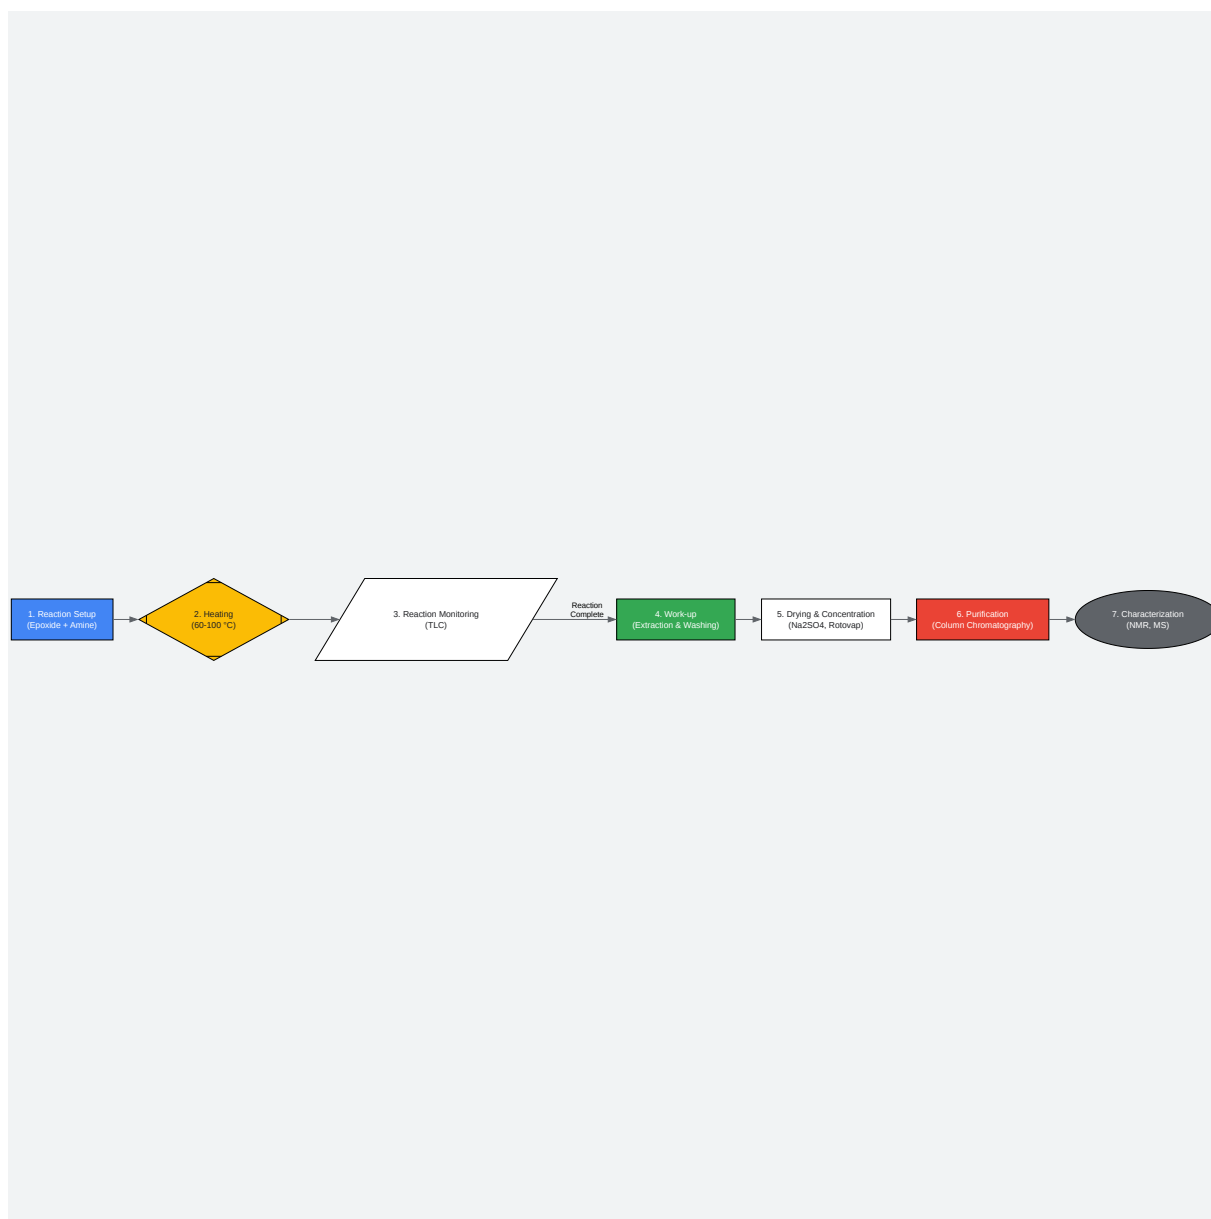 1. Reaction Setup
(Epoxide + Amine)
2. Heating
(60-100 °C)
3. Reaction Monitoring
(TLC)
Reaction
Complete
4. Work-up
(Extraction & Washing)
5. Drying & Concentration
(Na2SO4, Rotovap)
6. Purification
(Column Chromatography)
7. Characterization
(NMR, MS)